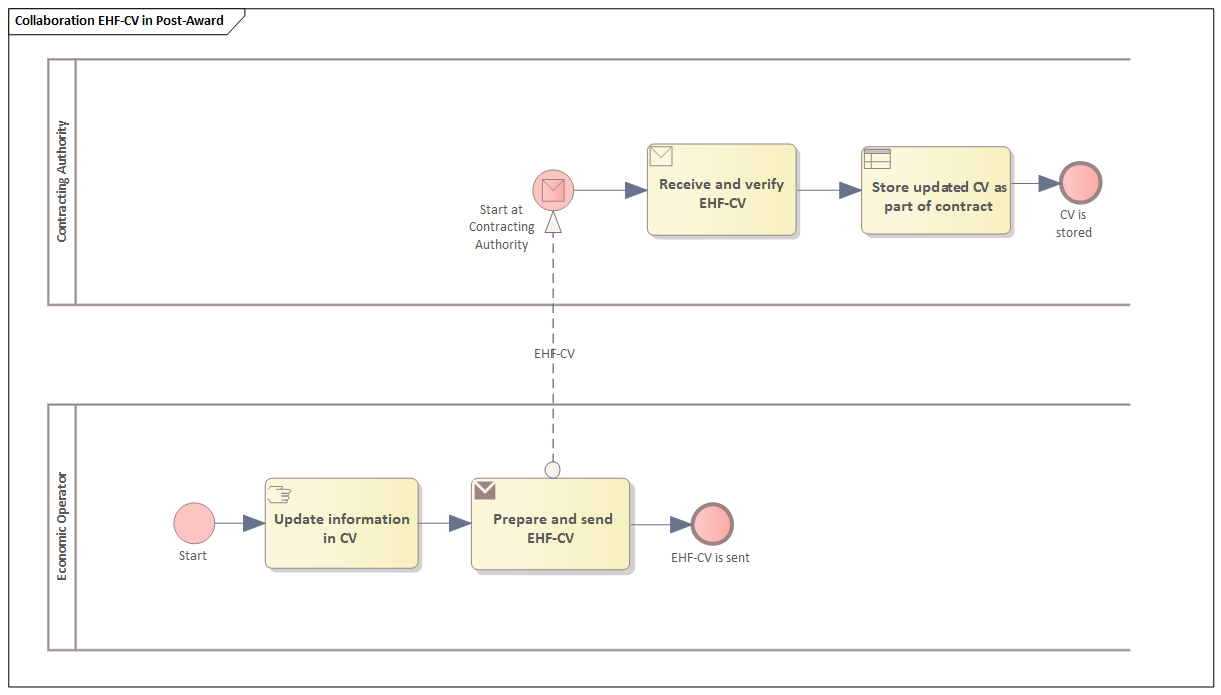 Collaboration EHF-CV in Post-Award
Contracting Authority
Receive and verify
EHF-CV
Store updated CV as
part of contract
Start at
Contracting
Authority
CV is
stored
EHF-CV
Economic Operator
Update information
in CV
Prepare and send
EHF-CV
Start
EHF-CV is sent